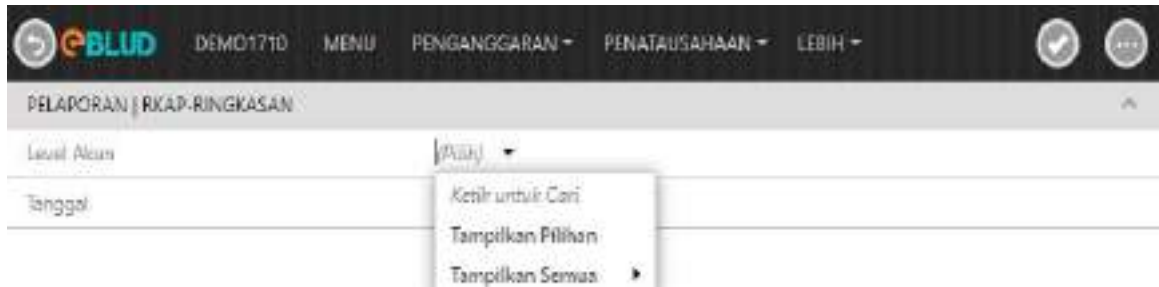 eBLUD DEMO1710 MENU PENGANGGARAN PENATAUSAHAAN LEBIH
PELAPORAN | RKAP-RINGKASAN
Level Akun (Pilih)
Tanggal
Ketik untuk Cari
Tampilkan Pilihan
Tampilkan Semua